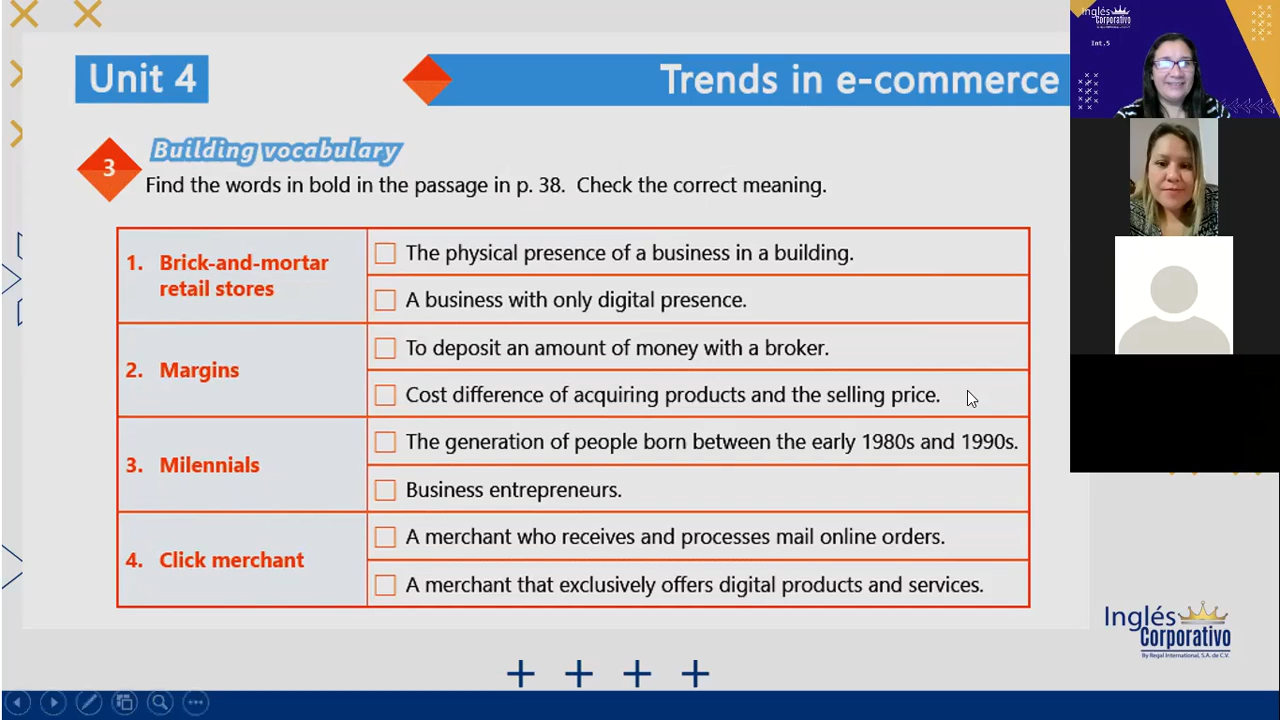 Unit 4
Trends in e-commerce
3
Building vocabulary
Find the words in bold in the passage in p. 38. Check the correct meaning.
1. Brick-and-mortar
retail stores
The physical presence of a business in a building.
A business with only digital presence.
2. Margins
To deposit an amount of money with a broker.
Cost difference of acquiring products and the selling price.
3. Milennials
The generation of people born between the early 1980s and 1990s.
Business entrepreneurs.
4. Click merchant
A merchant who receives and processes mail online orders.
A merchant that exclusively offers digital products and services.
Inglés
Corporativo
Int.5
Inglés
Corporativo
By Regal International, S.A. de C.V.